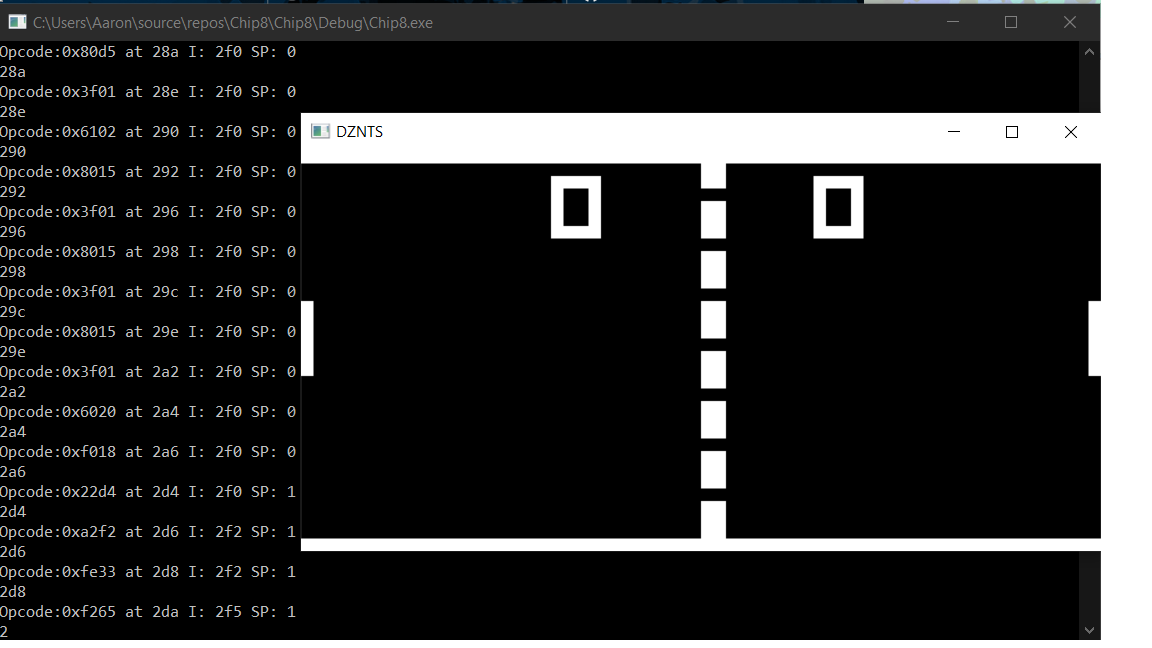 C:\Users\Aaron\source\repos\Chip8\Chip8\Debug\Chip8.exe
Opcode:0x80d5 at 28a I: 2f0 SP: 0
28a
Opcode:0x3f01 at 28e I: 2f0 SP: 0
28e
Opcode:0x6102 at 290 I: 2f0 SP: 0
290
Opcode:0x8015 at 292 I: 2f0 SP: 0
292
Opcode:0x3f01 at 296 I: 2f0 SP: 0
296
Opcode:0x8015 at 298 I: 2f0 SP: 0
298
Opcode:0x3f01 at 29c I: 2f0 SP: 0
29c
Opcode:0x8015 at 29e I: 2f0 SP: 0
29e
Opcode:0x3f01 at 2a2 I: 2f0 SP: 0
2a2
Opcode:0x6020 at 2a4 I: 2f0 SP: 0
2a4
Opcode:0xf018 at 2a6 I: 2f0 SP: 0
2a6
Opcode:0x22d4 at 2d4 I: 2f0 SP: 1
2d4
Opcode:0xa2f2 at 2d6 I: 2f2 SP: 1
2d6
Opcode:0xfe33 at 2d8 I: 2f2 SP: 1
2d8
Opcode:0xf265 at 2da I: 2f5 SP: 1
2
DZNTS
0 0